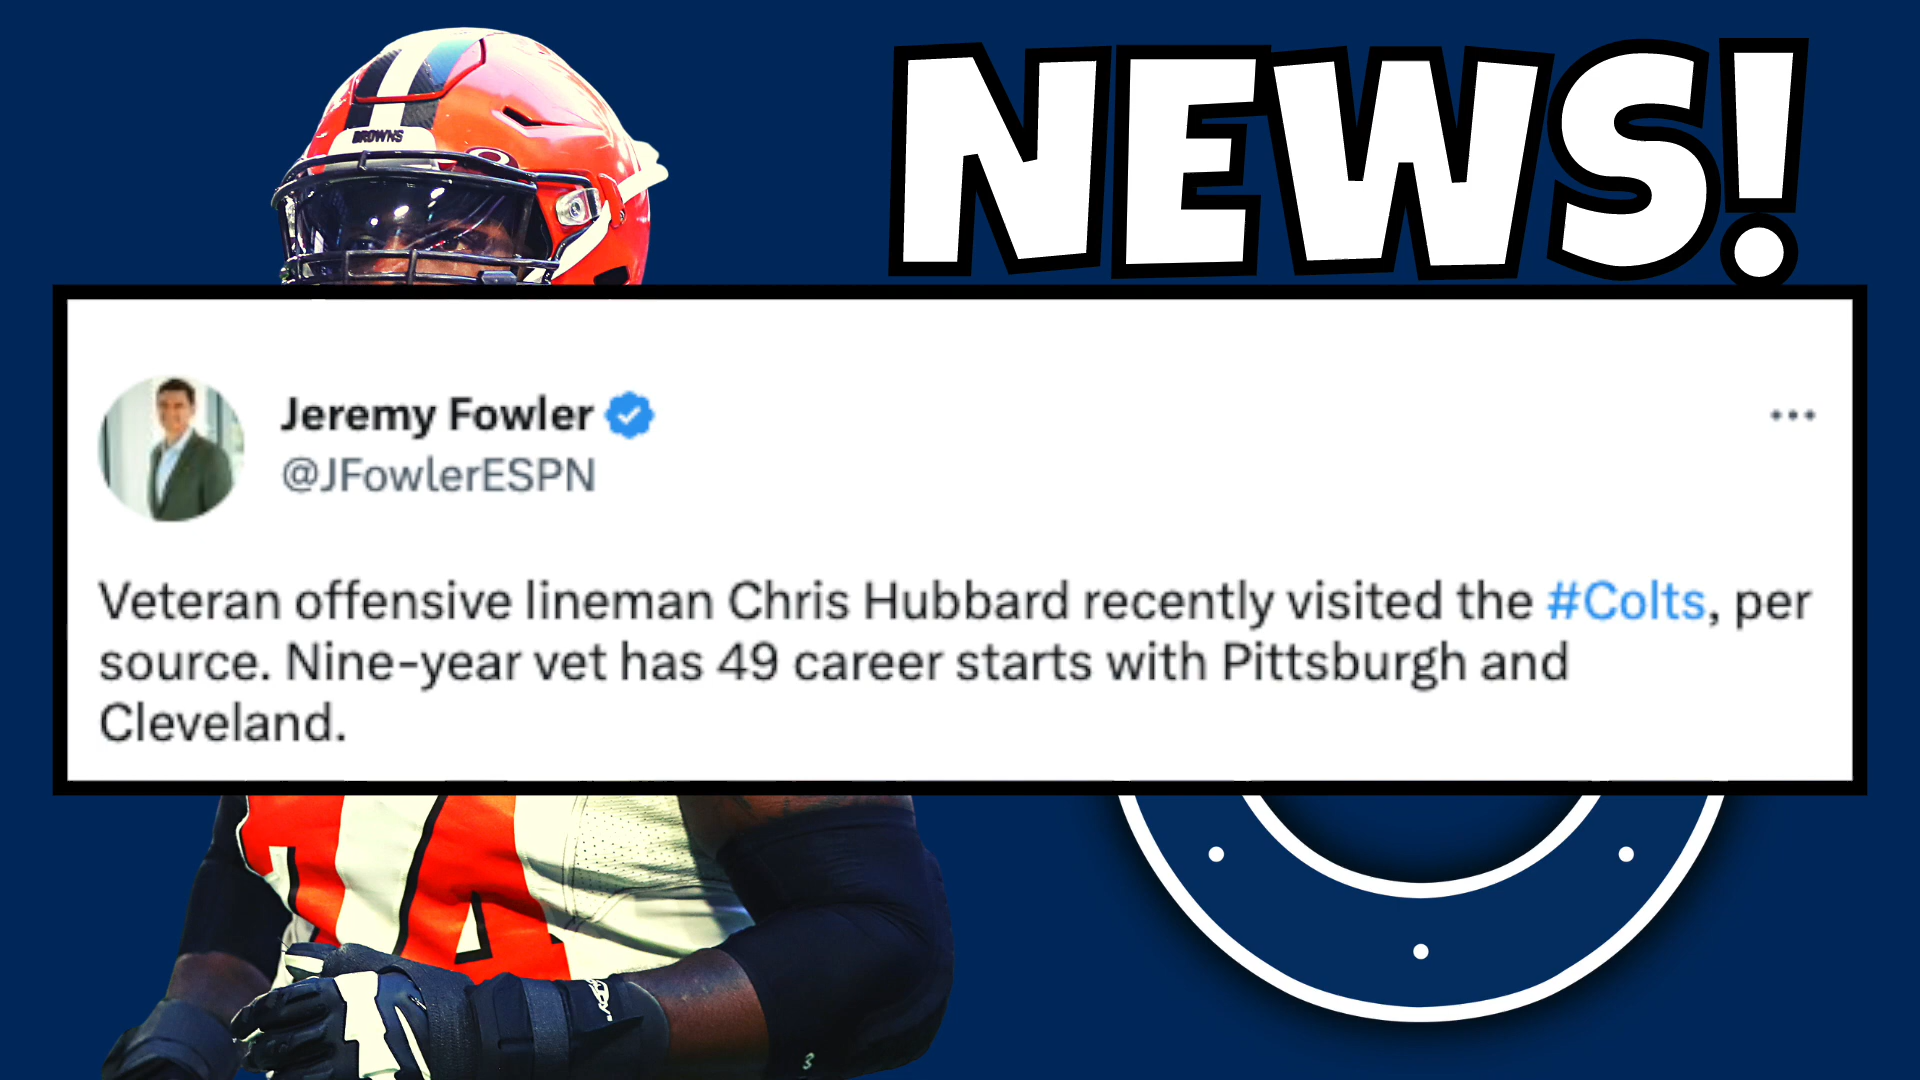 NEWS!
BROWNS
Jeremy Fowler
@JFowlerESPN
Veteran offensive lineman Chris Hubbard recently visited the #Colts, per
source. Nine-year vet has 49 career starts with Pittsburgh and
Cleveland.